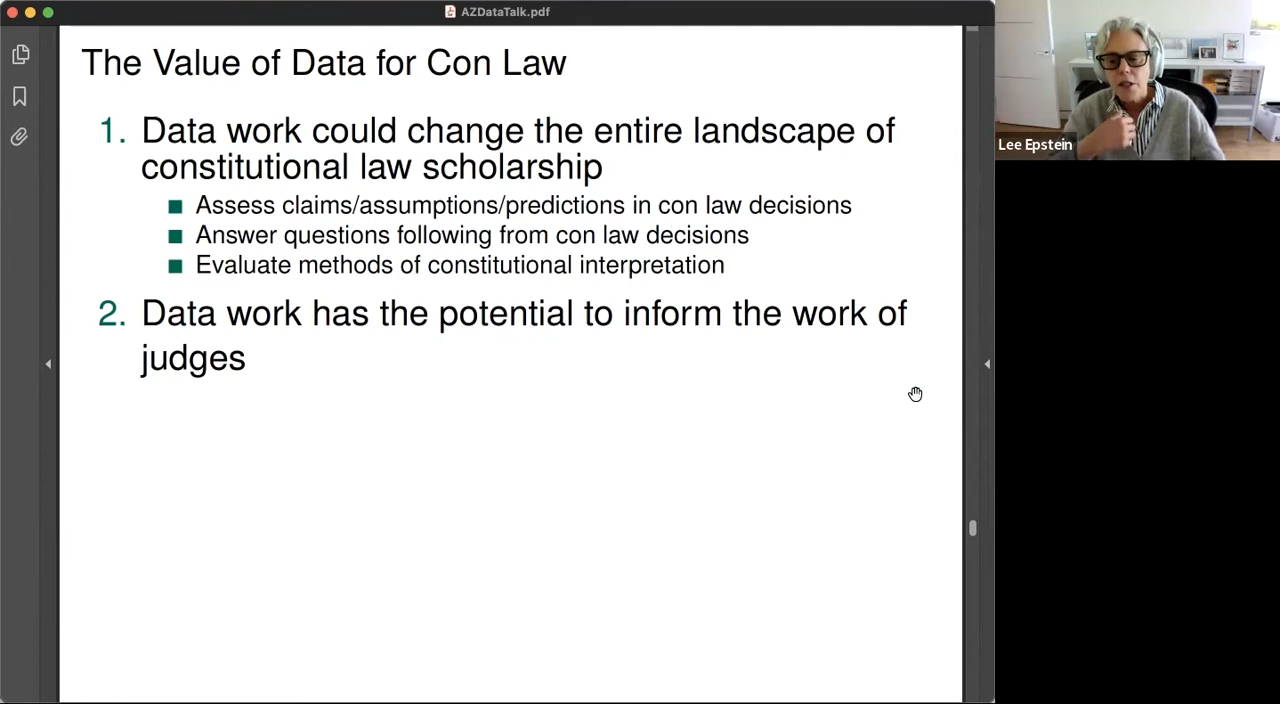 AZDataTalk.pdf
The Value of Data for Con Law
1. Data work could change the entire landscape of
constitutional law scholarship
Assess claims/assumptions/predictions in con law decisions
Answer questions following from con law decisions
Evaluate methods of constitutional interpretation
2. Data work has the potential to inform the work of
judges
Lee Epstein